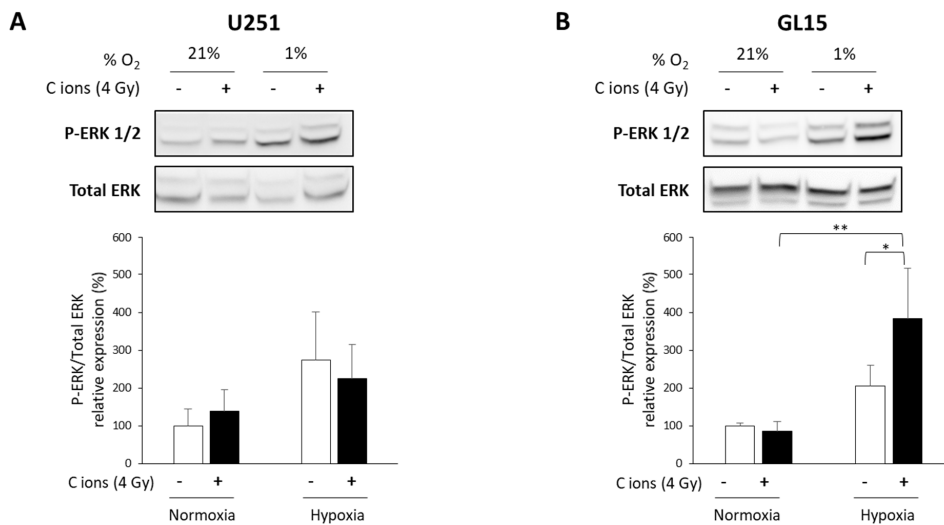 A
U251
% O2
21%
1%
C ions (4 Gy)
-
+
-
+
P-ERK 1/2
Total ERK
P-ERK/Total ERK
relative expression (%)
600
500
400
300
200
100
0
C ions (4 Gy)
-
+
-
+
Normoxia
Hypoxia
B
GL15
% O2
21%
1%
C ions (4 Gy)
-
+
-
+
P-ERK 1/2
Total ERK
**
*
P-ERK/Total ERK
relative expression (%)
600
500
400
300
200
100
0
C ions (4 Gy)
-
+
-
+
Normoxia
Hypoxia